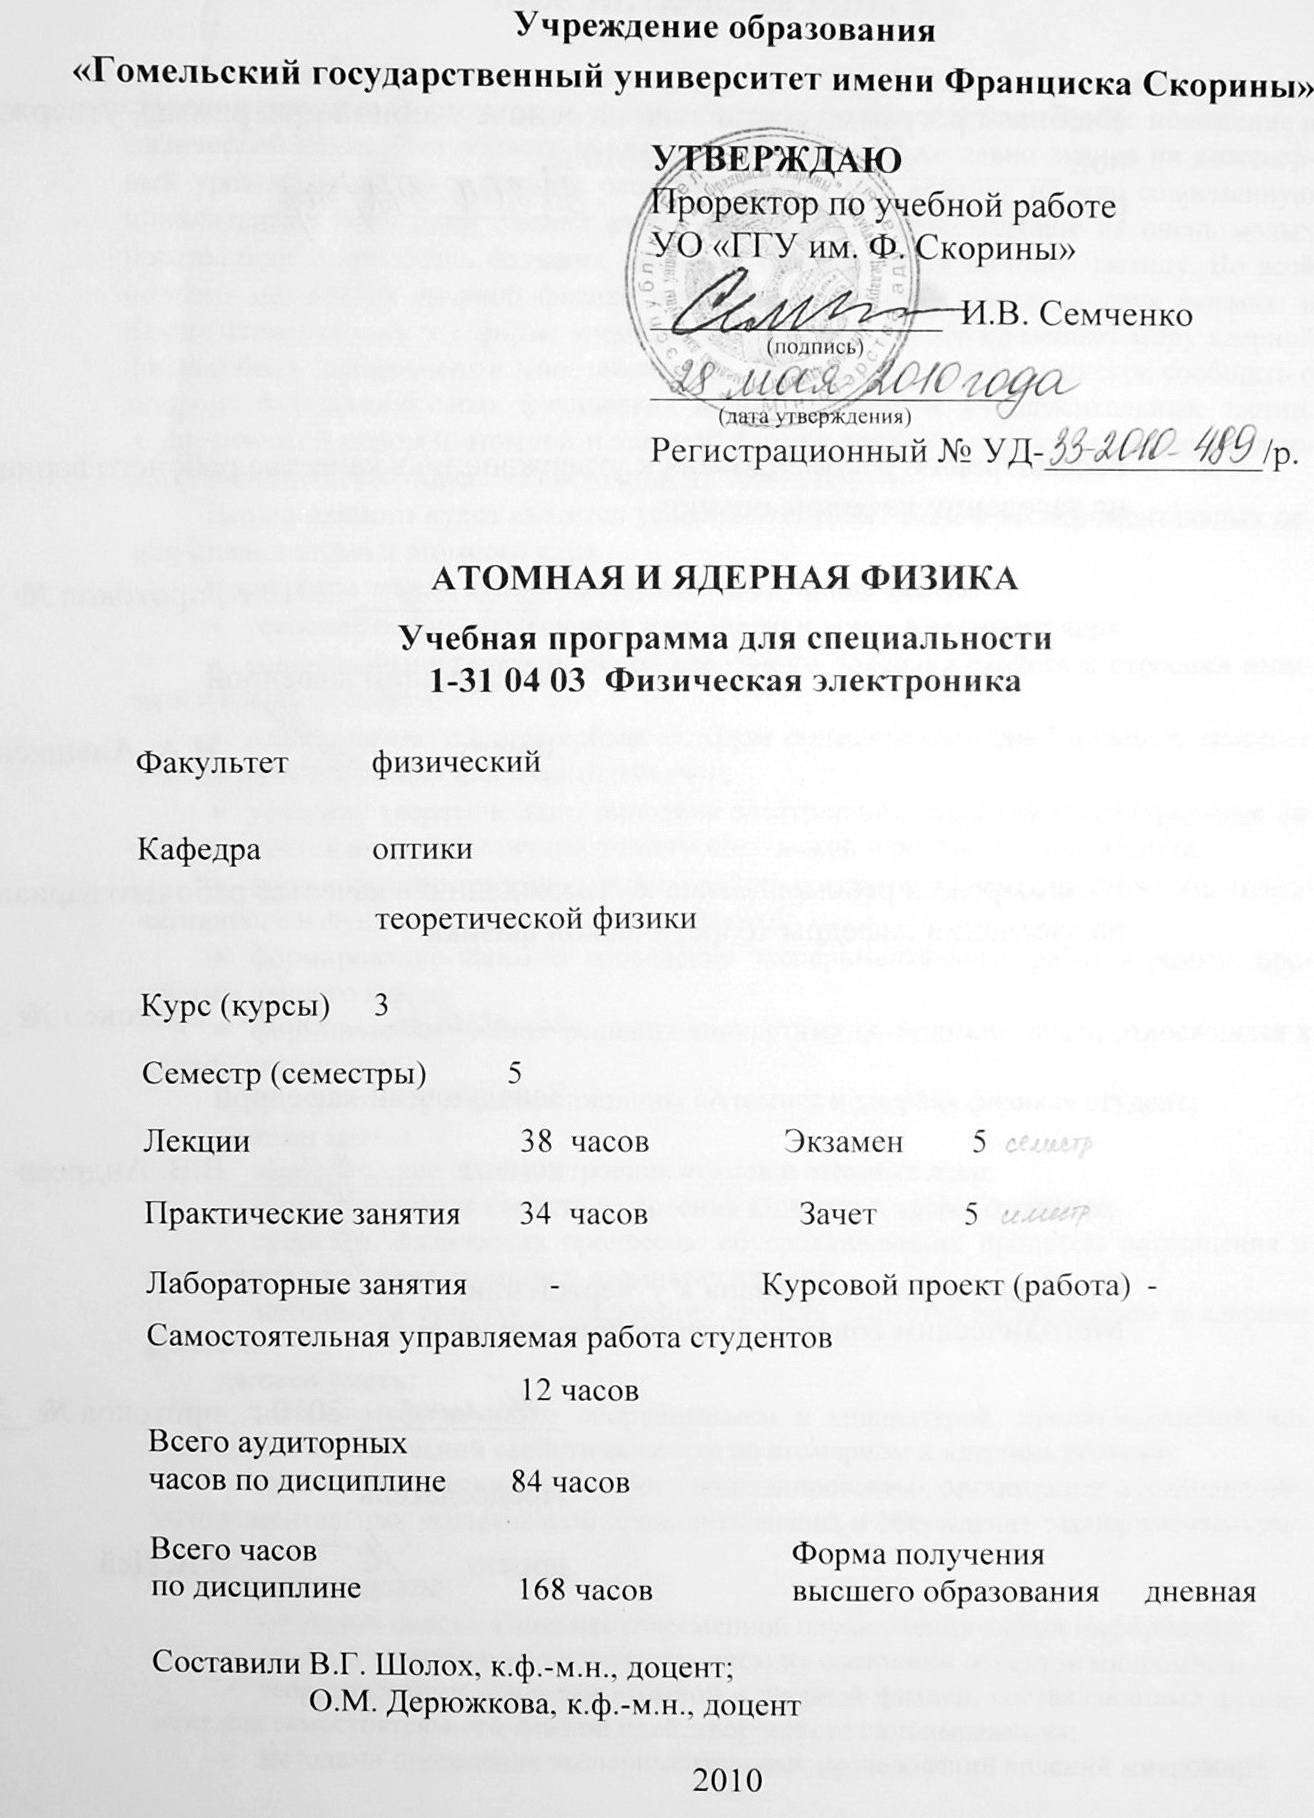 Учреждение образования
«Гомельский государственный университет имени Франциска Скорины»
УТВЕРЖДАЮ
Проректор по учебной работе
УО «ГГУ им. Ф. Скорины»
И.В. Семченко
(подпись)
28 мая 2010 года
(дата утверждения)
Регистрационный № УД-33-2010-489/р.
АТОМНАЯ И ЯДЕРНАЯ ФИЗИКА
Учебная программа для специальности
1-31 04 03 Физическая электроника
Факультет физический
Кафедра оптики
теоретической физики
Курс (курсы) 3
Семестр (семестры) 5
Лекции 38 часов Экзамен 5 семестр
Практические занятия 34 часов Зачет 5 семестр
Лабораторные занятия - Курсовой проект (работа) -
Самостоятельная управляемая работа студентов
12 часов
Всего аудиторных
часов по дисциплине 84 часов
Всего часов Форма получения
по дисциплине 168 часов высшего образования дневная
Составили В.Г. Шолох, к.ф.-м.н., доцент;
О.М. Дерюжкова, к.ф.-м.н., доцент
2010